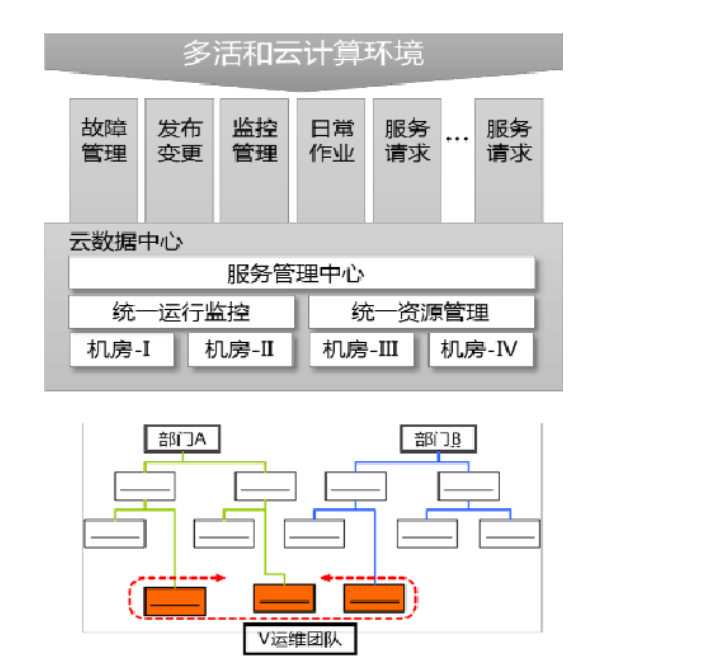 多活和云计算环境
故障 发布 监控 日常 服务 服务
管理 变更 管理 作业 请求 … 请求
云数据中心
服务管理中心
统一运行监控 统一资源管理
机房-I 机房-II 机房-III 机房-IV
部门A 部门B
V运维团队